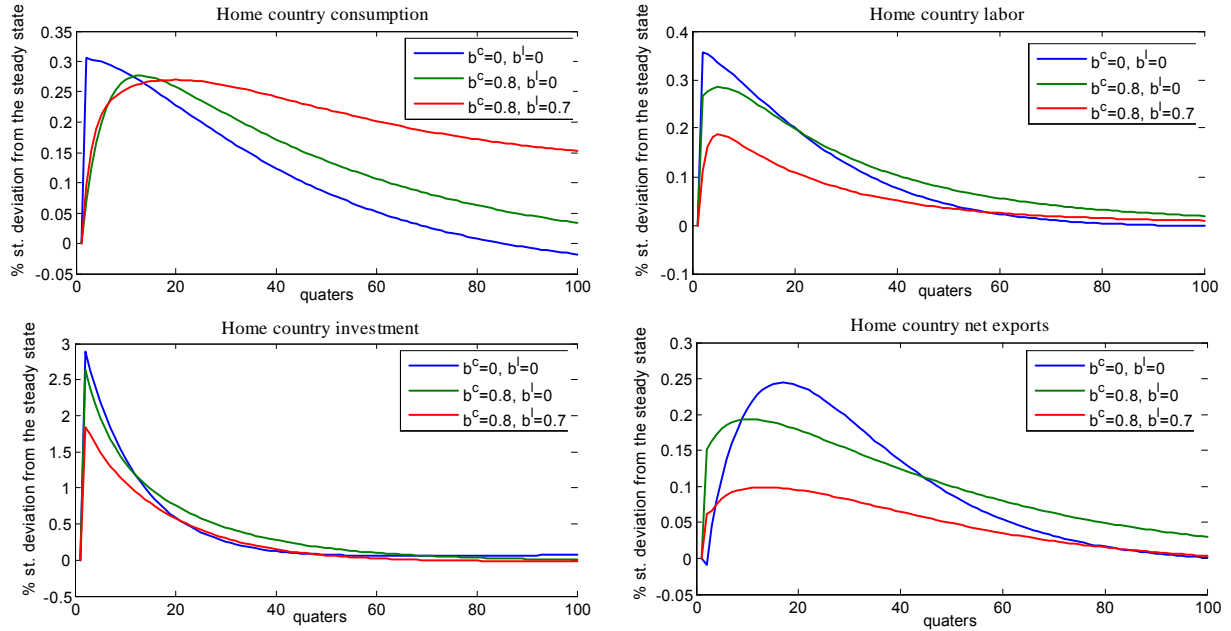 Home country consumption
% st. deviation from the steady state
0.35
0.3
0.25
0.2
0.15
0.1
0.05
0
-0.05
b^c=0, b^l=0
b^c=0.8, b^l=0
b^c=0.8, b^l=0.7
0 20 40 60 80 100
quaters
Home country labor
% st. deviation from the steady state
0.4
0.3
0.2
0.1
0
-0.1
b^c=0, b^l=0
b^c=0.8, b^l=0
b^c=0.8, b^l=0.7
0 20 40 60 80 100
quaters
Home country investment
% st. deviation from the steady state
3
2.5
2
1.5
1
0.5
0
-0.5
b^c=0, b^l=0
b^c=0.8, b^l=0
b^c=0.8, b^l=0.7
0 20 40 60 80 100
quaters
Home country net exports
% st. deviation from the steady state
0.3
0.25
0.2
0.15
0.1
0.05
0
-0.05
b^c=0, b^l=0
b^c=0.8, b^l=0
b^c=0.8, b^l=0.7
0 20 40 60 80 100
quaters